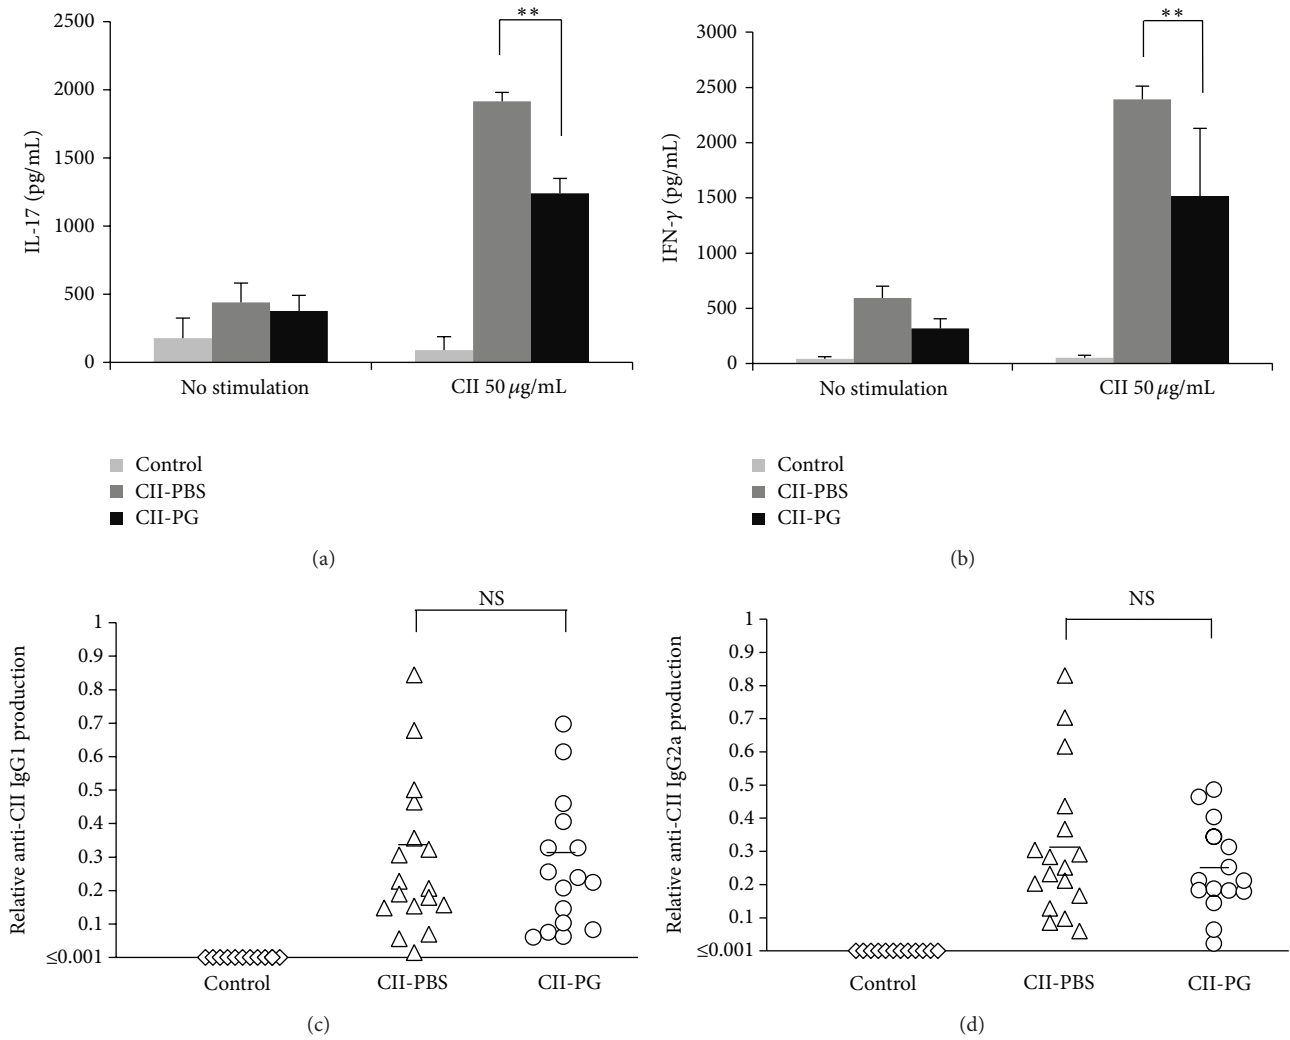 2500
2000
1500
1000
500
0
IL-17 (pg/mL)
**
No stimulation
CII 50 μg/mL
Control
CII-PBS
CII-PG
(a)
3000
2500
2000
1500
1000
500
0
IFN-γ (pg/mL)
**
No stimulation
CII 50 μg/mL
Control
CII-PBS
CII-PG
(b)
1
0.9
0.8
0.7
0.6
0.5
0.4
0.3
0.2
0.1
≤0.001
Relative anti-CII IgG1 production
NS
Control
CII-PBS
CII-PG
(c)
1
0.9
0.8
0.7
0.6
0.5
0.4
0.3
0.2
0.1
≤0.001
Relative anti-CII IgG2a production
NS
Control
CII-PBS
CII-PG
(d)